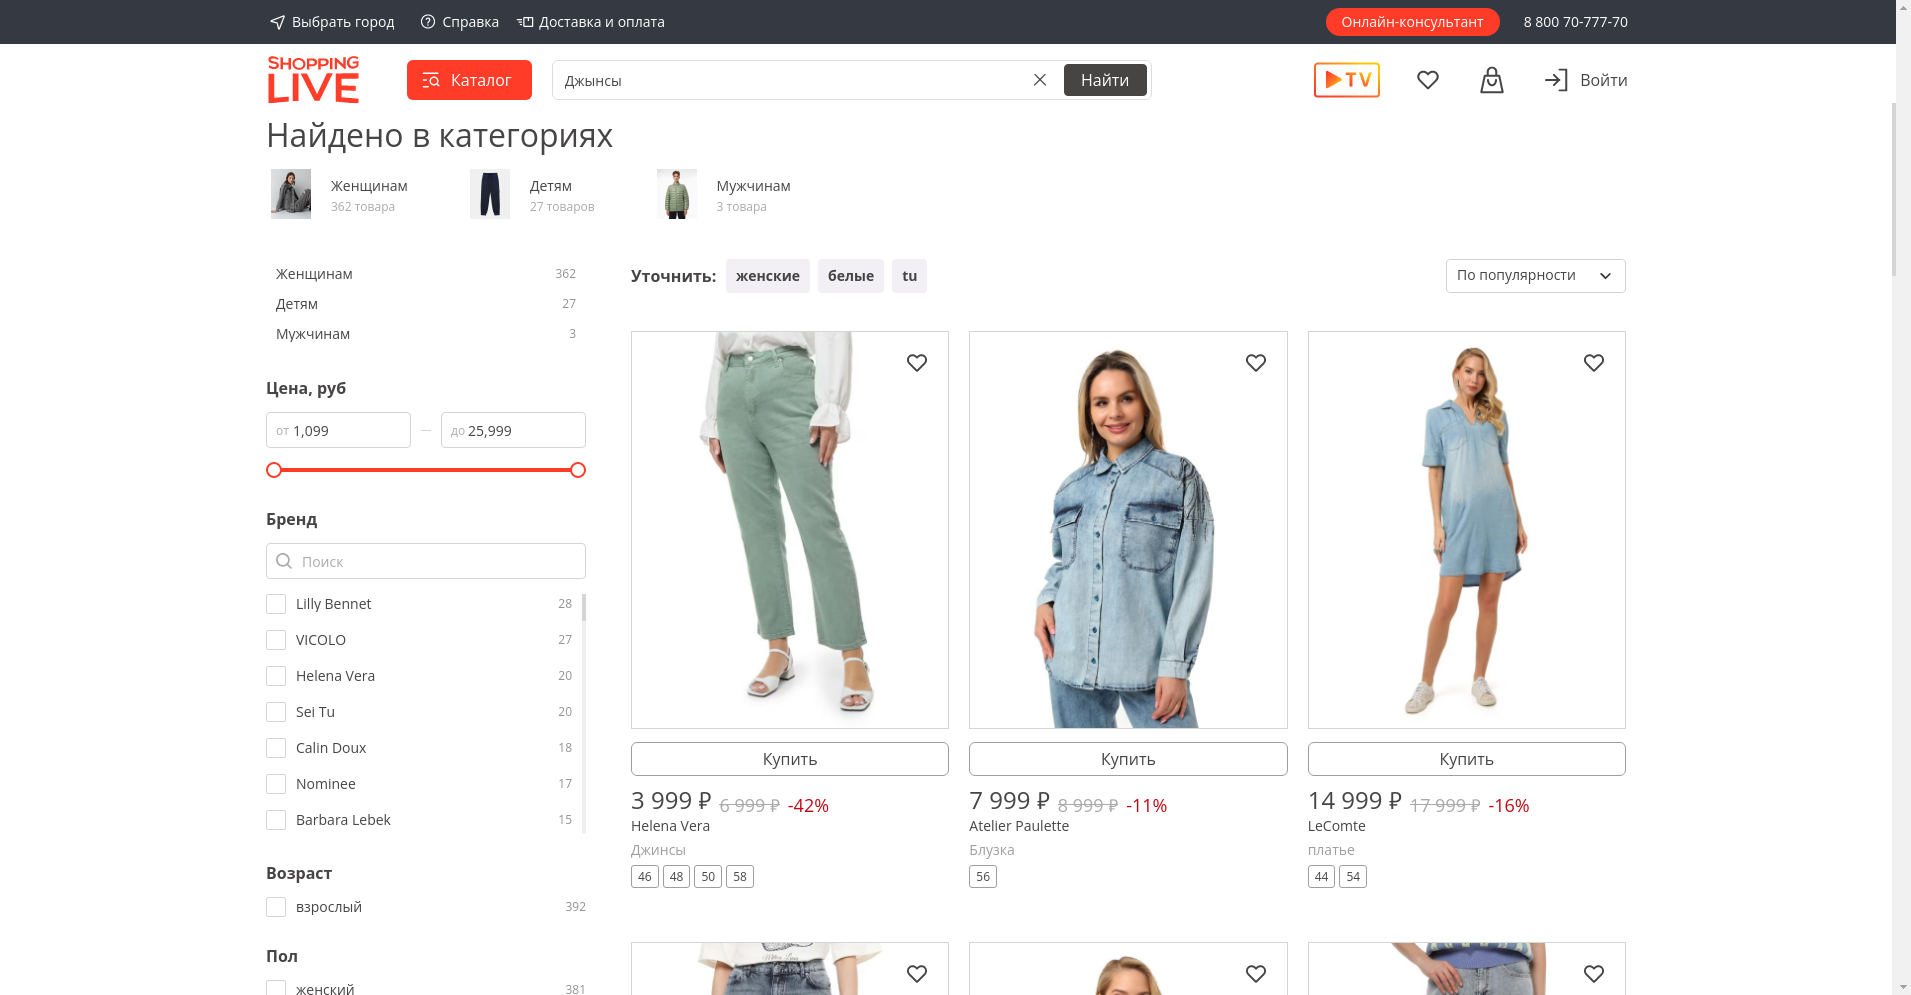 Выбрать город
Справка
Доставка и оплата
Онлайн-консультант
8 800 70-777-70
SHOPPING
LIVE
Каталог
Джынсы
Найти
TV
Войти
Найдено в категориях
Женщинам
362 товара
Детям
27 товаров
Мужчинам
3 товара
Женщинам 362
Детям 27
Мужчинам 3
Уточнить: женские белые tu
По популярности
Цена, руб
от 1,099 — до 25,999
Бренд
Поиск
Lilly Bennet 28
VICOLO 27
Helena Vera 20
Sei Tu 20
Calin Doux 18
Nominee 17
Barbara Lebek 15
Возраст
взрослый 392
Пол
женский 381
Купить
3 999 ₽ 6 999 ₽ -42%
Helena Vera
Джинсы
46 48 50 58
Купить
7 999 ₽ 8 999 ₽ -11%
Atelier Paulette
Блузка
56
Купить
14 999 ₽ 17 999 ₽ -16%
LeComte
платье
44 54